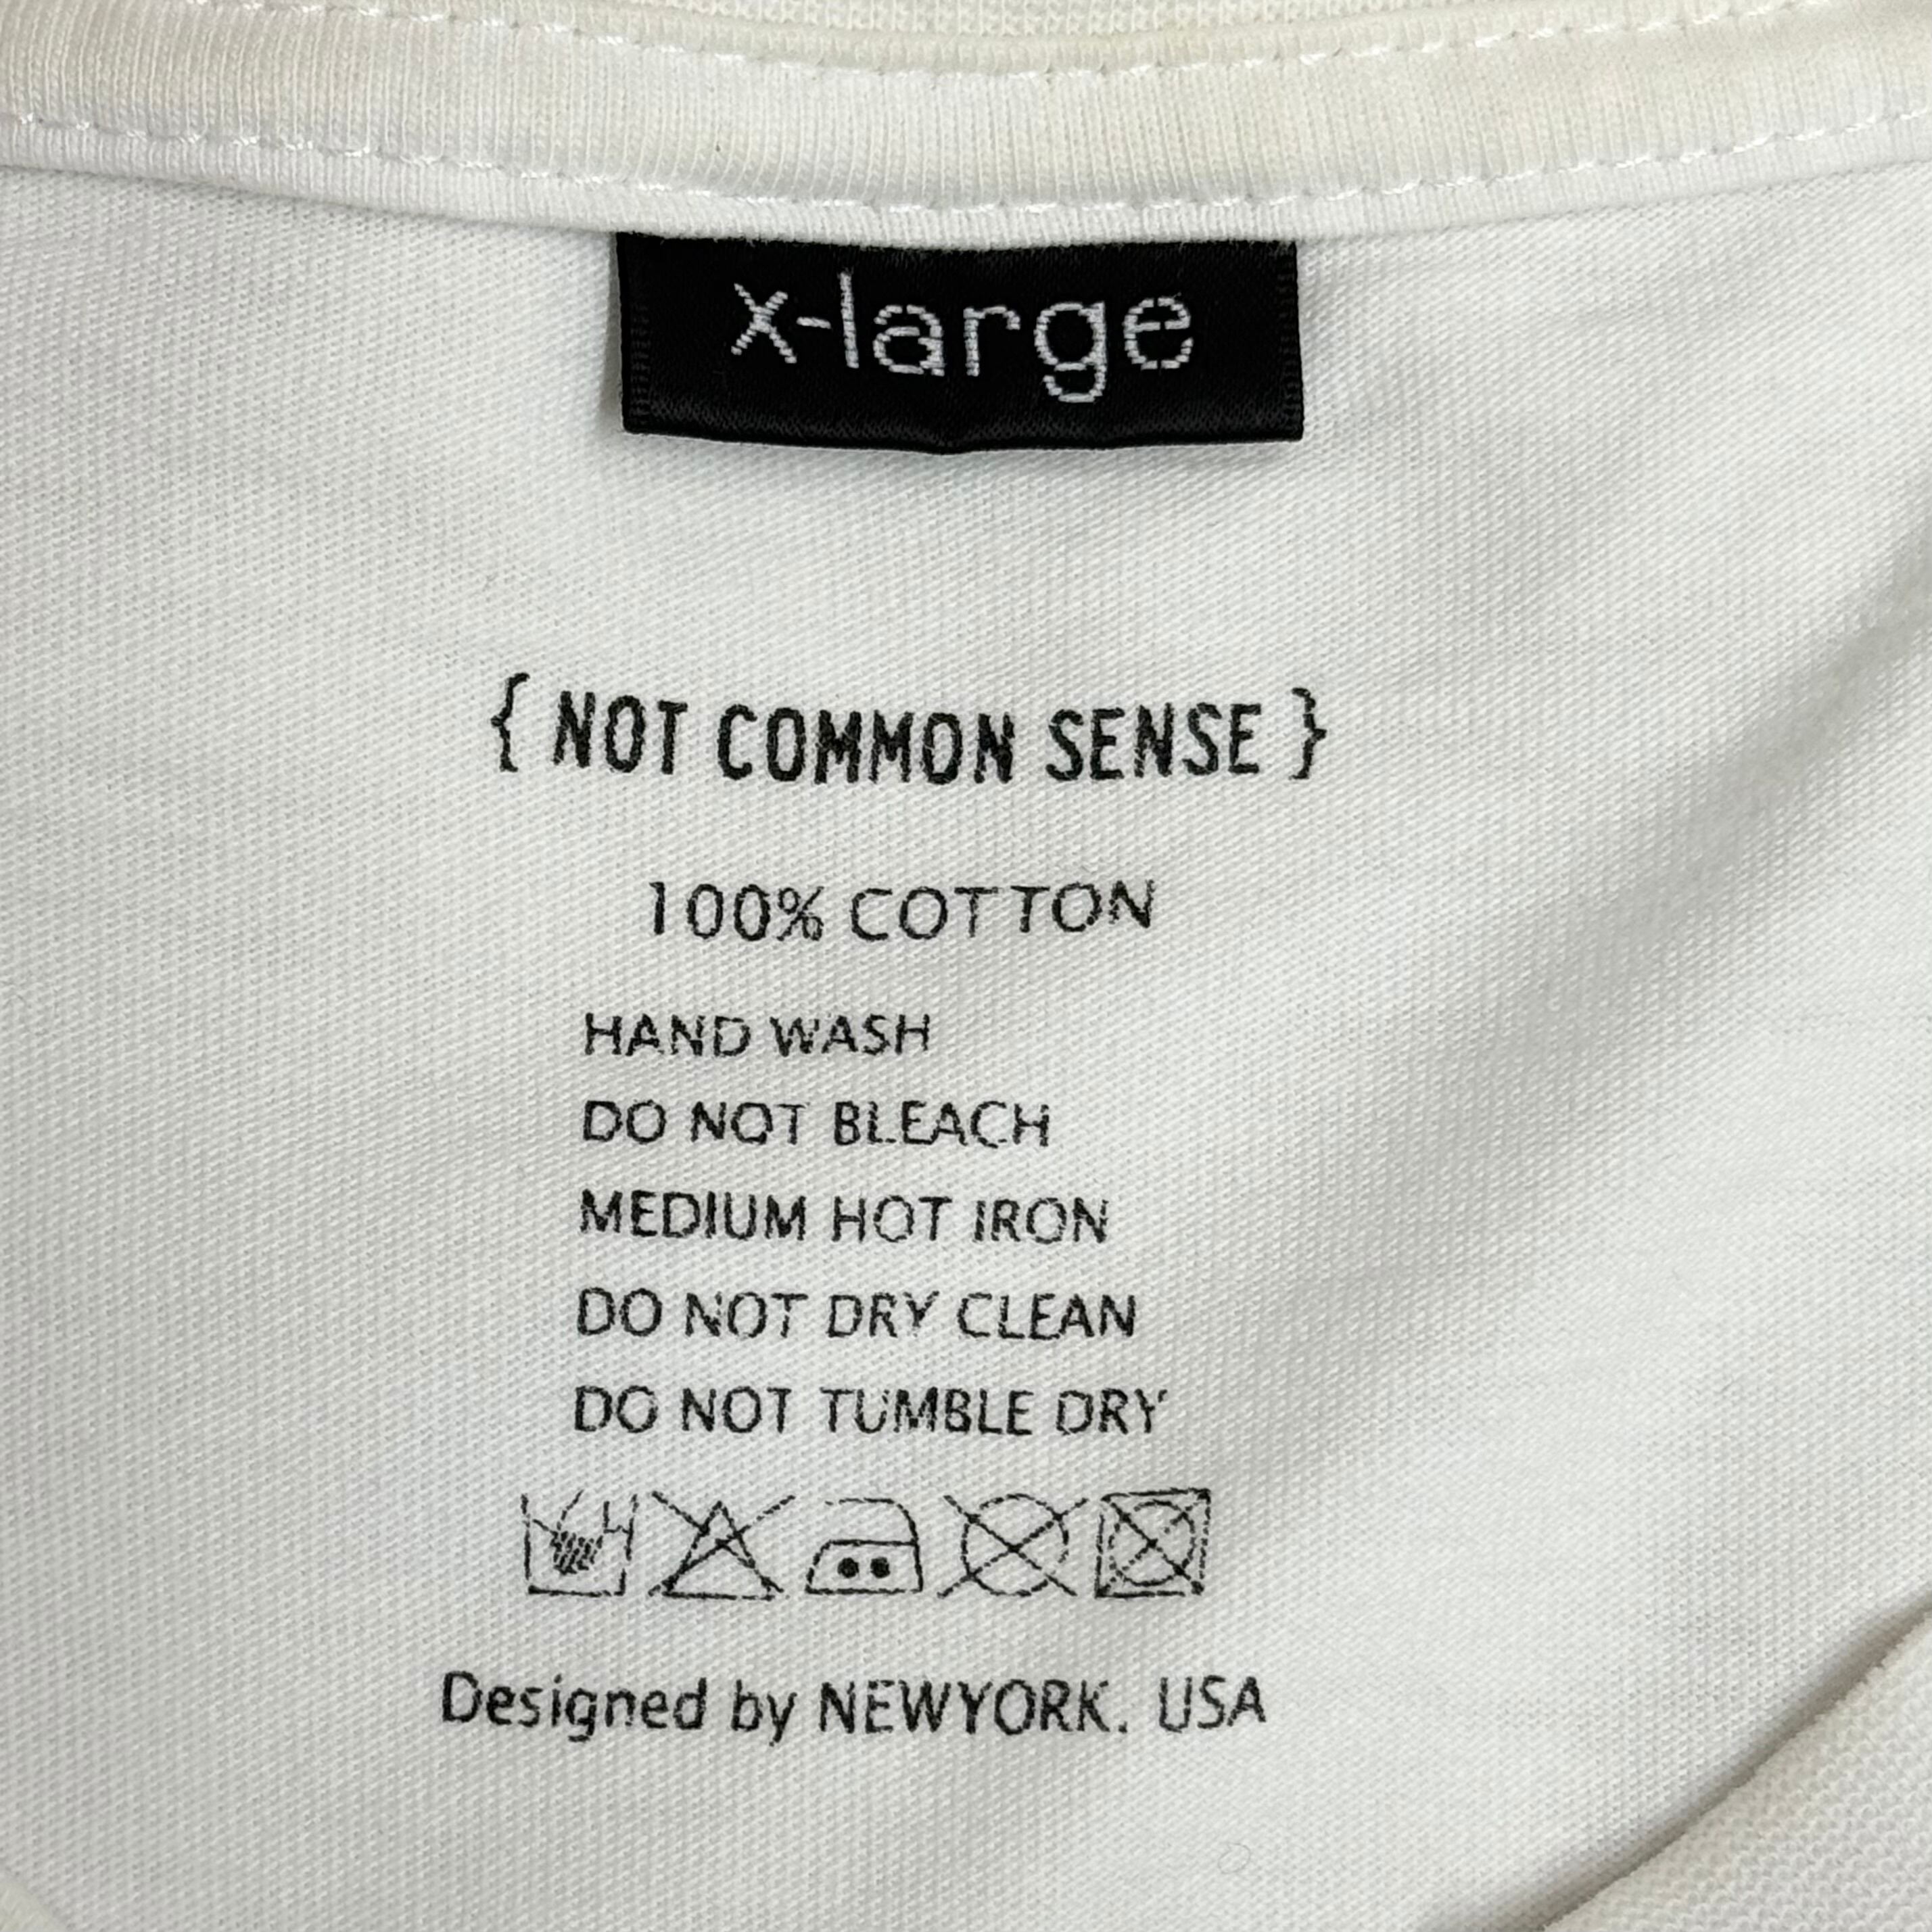 x-large
{ NOT COMMON SENSE }
100% COTTON
HAND WASH
DO NOT BLEACH
MEDIUM HOT IRON
DO NOT DRY CLEAN
DO NOT TUMBLE DRY
Designed by NEWYORK. USA